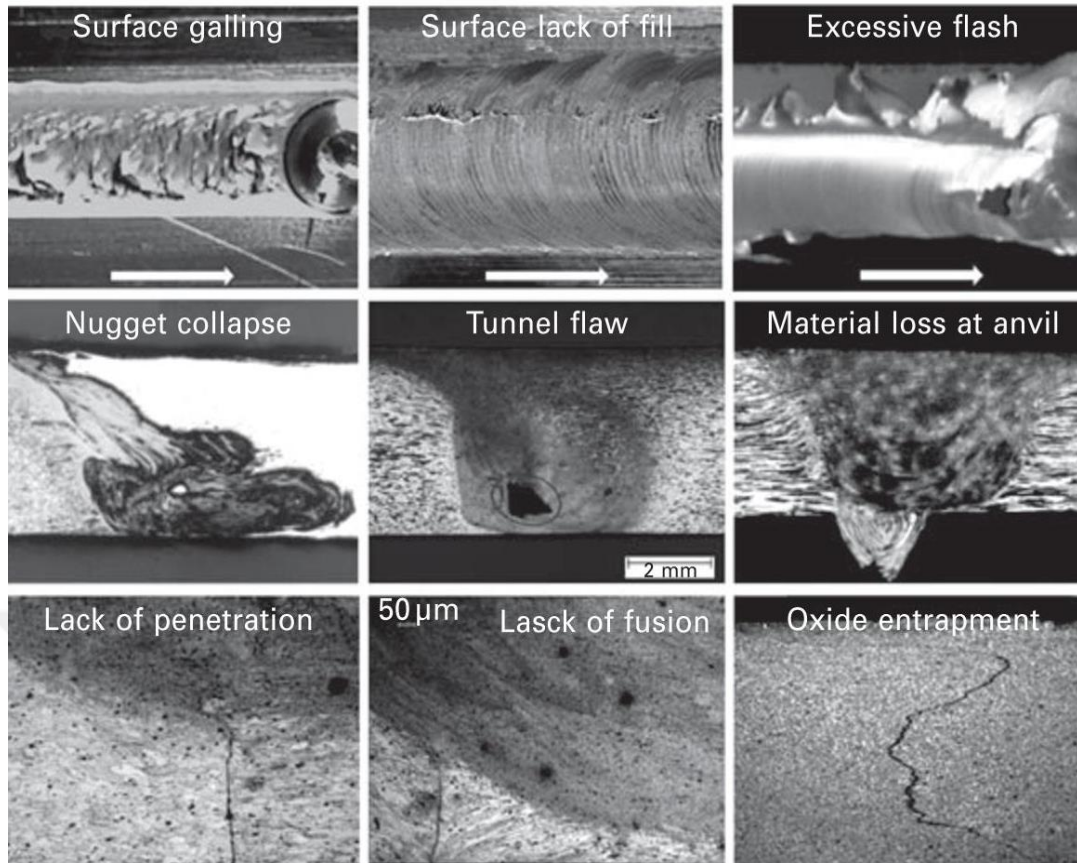 Surface galling
Surface lack of fill
Excessive flash
Nugget collapse
Tunnel flaw
Material loss at anvil
2 mm
Lack of penetration
50 μm
Lasck of fusion
Oxide entrapment